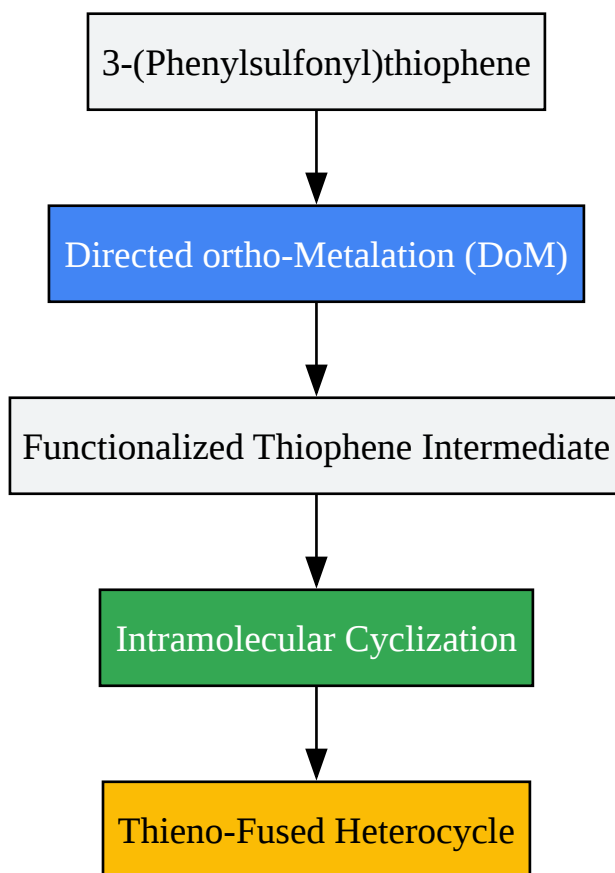 3-(Phenylsulfonyl)thiophene
Directed ortho-Metalation (DoM)
Functionalized Thiophene Intermediate
Intramolecular Cyclization
Thieno-Fused Heterocycle